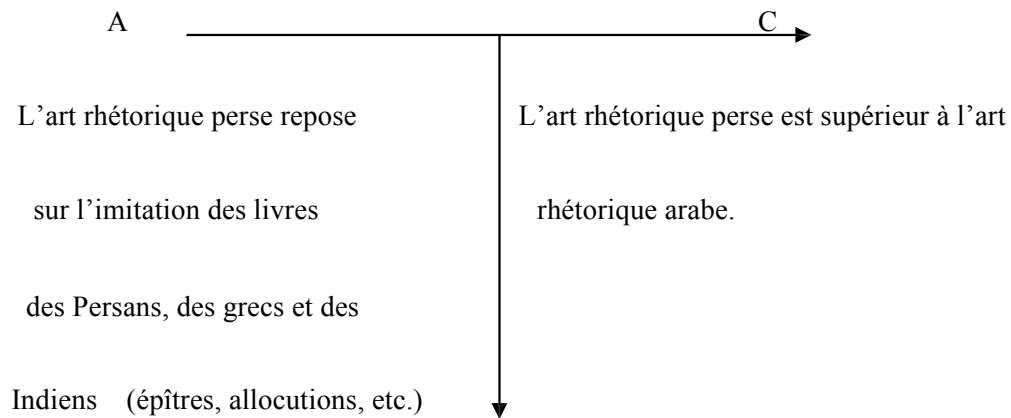 A C
L’art rhétorique perse repose
sur l’imitation des livres
des Persans, des grecs et des
Indiens (épîtres, allocutions, etc.)
L’art rhétorique perse est supérieur à l’art
rhétorique arabe.